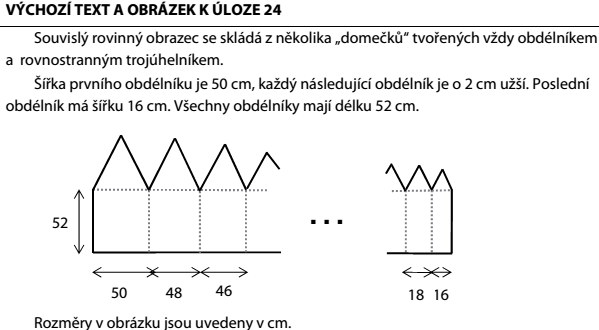 VÝCHOZÍ TEXT A OBRÁZEK K ÚLOZE 24
Souvislý rovinný obrazec se skládá z několika „domečků“ tvořených vždy obdélníkem
a rovnostranným trojúhelníkem.
Šířka prvního obdélníku je 50 cm, každý následující obdélník je o 2 cm užší. Poslední
obdélník má šířku 16 cm. Všechny obdélníky mají délku 52 cm.
52
...
50 48 46 18 16
Rozměry v obrázku jsou uvedeny v cm.